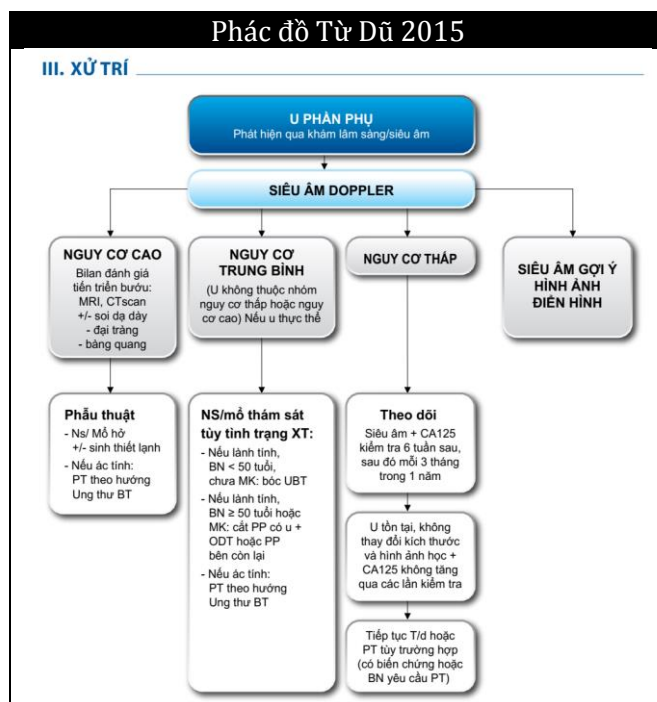 Phác đồ Từ Dũ 2015
III. XỬ TRÍ
U PHẦN PHỤ
Phát hiện qua khám lâm sàng/siêu âm
SIÊU ÂM DOPPLER
NGUY CƠ CAO
Bilan đánh giá
tiến triển bướu:
MRI, CTscan
+/- soi dạ dày
- đại tràng
- bàng quang
NGUY CƠ
TRUNG BÌNH
(U không thuộc nhóm
nguy cơ thấp hoặc nguy
cơ cao) Nếu u thực thể
NGUY CƠ THẤP
SIÊU ÂM GỢI Ý
HÌNH ẢNH
ĐIỂN HÌNH
Phẫu thuật
- Ns/ Mổ hở
+/- sinh thiết lạnh
- Nếu ác tính:
PT theo hướng
Ung thư BT
NS/mổ thám sát
tùy tình trạng XT:
- Nếu lành tính,
BN < 50 tuổi,
chưa MK: bóc UBT
- Nếu lành tính,
BN ≥ 50 tuổi hoặc
MK: cắt PP có u +
ODT hoặc PP
bên còn lại
- Nếu ác tính:
PT theo hướng
Ung thư BT
Theo dõi
Siêu âm + CA125
kiểm tra 6 tuần sau,
sau đó mỗi 3 tháng
trong 1 năm
U tồn tại, không
thay đổi kích thước
và hình ảnh học +
CA125 không tăng
qua các lần kiểm tra
Tiếp tục T/d hoặc
PT tùy trường hợp
(có biến chứng hoặc
BN yêu cầu PT)